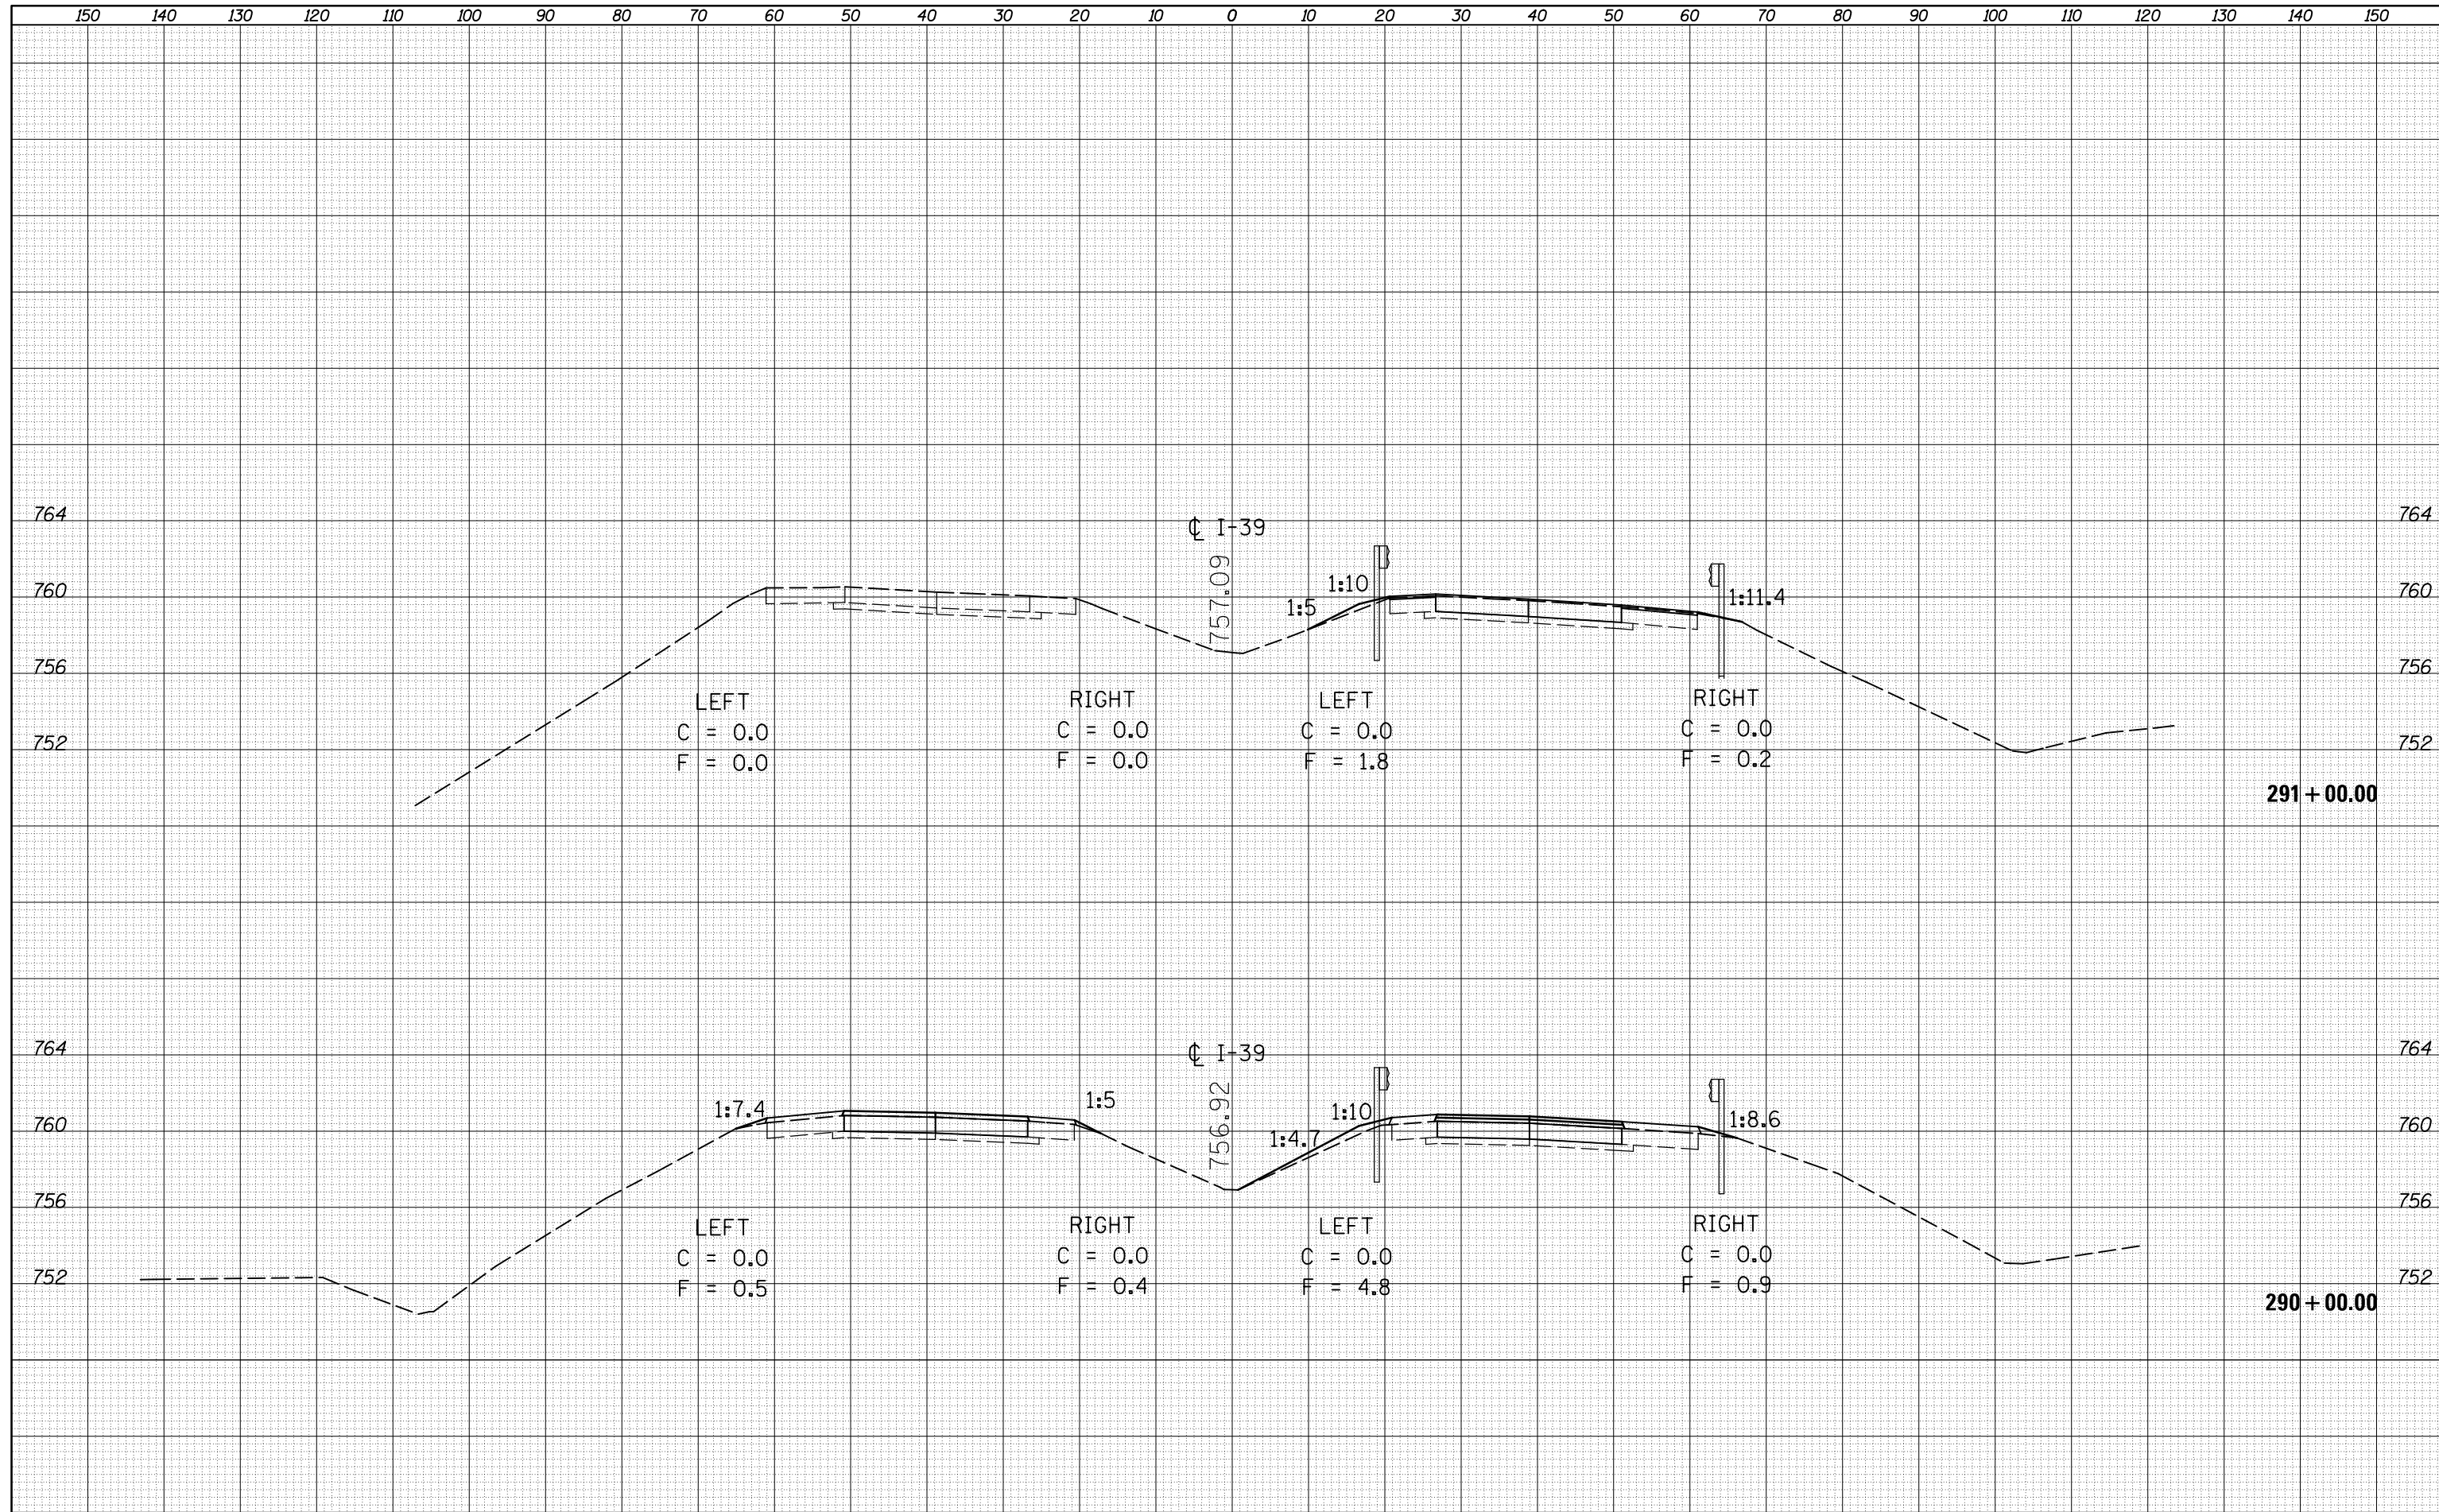 150 140 130 120 110 100 90 80 70 60 50 40 30 20 10 0 10 20 30 40 50 60 70 80 90 100 110 120 130 140 150
764 764
℄ I-39
757.09
760 1:10 1:11.4 760
1:5
756 756
LEFT RIGHT LEFT RIGHT
C = 0.0 C = 0.0 C = 0.0 C = 0.0
752 752
F = 0.0 F = 0.0 F = 1.8 F = 0.2
291+00.00
764 764
℄ I-39
756.92
1:7.4 1:5 1:10 1:8.6
760 760
1:4.7
756 756
LEFT RIGHT LEFT RIGHT
C = 0.0 C = 0.0 C = 0.0 C = 0.0
752 752
F = 0.5 F = 0.4 F = 4.8 F = 0.9
290+00.00